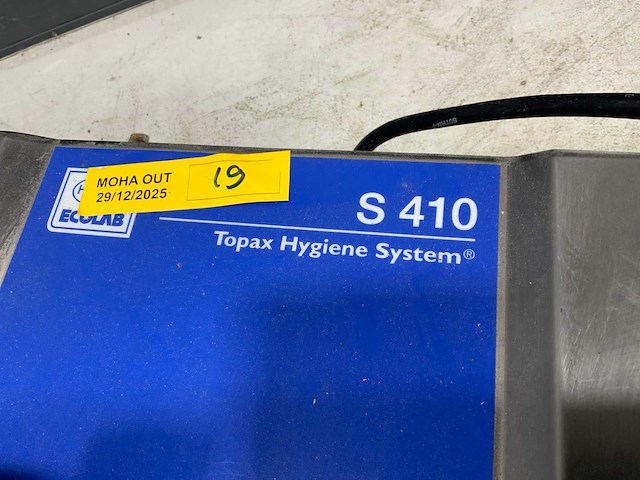 MOHA OUT
29/12/2025
19
ECOLAB
S 410
Topax Hygiene System®